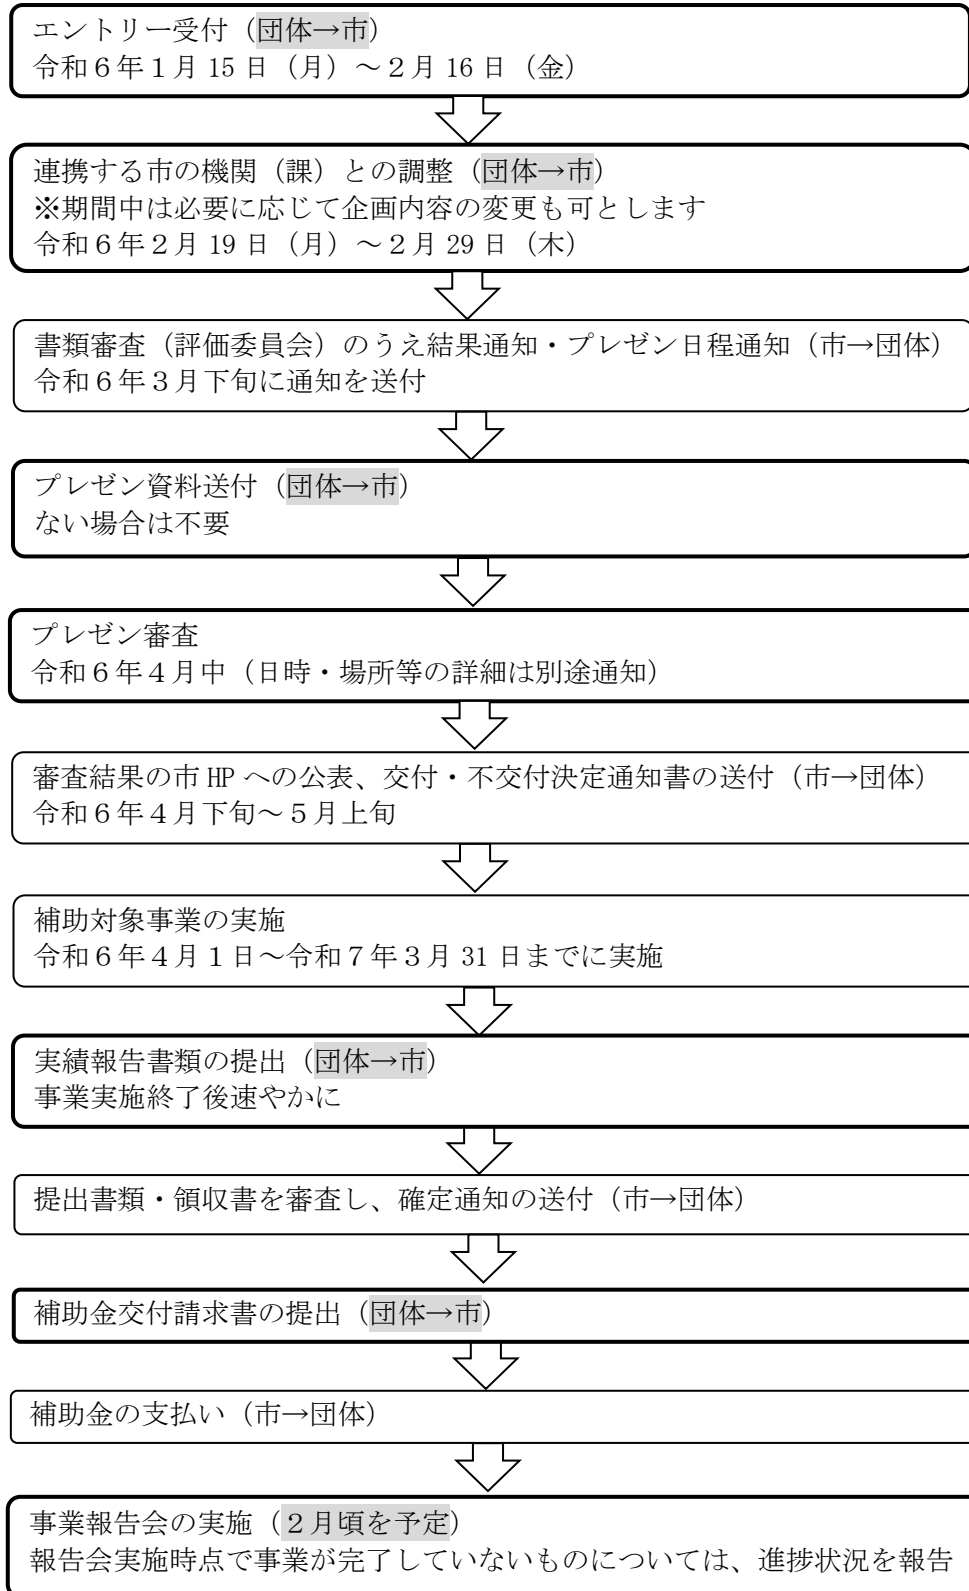 エントリー受付（団体→市）
令和６年１月 15 日（月）～２月 16 日（金）
連携する市の機関（課）との調整（団体→市）
※期間中は必要に応じて企画内容の変更も可とします
令和６年２月 19 日（月）～２月 29 日（木）
書類審査（評価委員会）のうえ結果通知・プレゼン日程通知（市→団体）
令和６年３月下旬に通知を送付
プレゼン資料送付（団体→市）
ない場合は不要
プレゼン審査
令和６年４月中（日時・場所等の詳細は別途通知）
審査結果の市 HP への公表、交付・不交付決定通知書の送付（市→団体）
令和６年４月下旬～５月上旬
補助対象事業の実施
令和６年４月１日～令和７年３月 31 日までに実施
実績報告書類の提出（団体→市）
事業実施終了後速やかに
提出書類・領収書を審査し、確定通知の送付（市→団体）
補助金交付請求書の提出（団体→市）
補助金の支払い（市→団体）
事業報告会の実施（２月頃を予定）
報告会実施時点で事業が完了していないものについては、進捗状況を報告